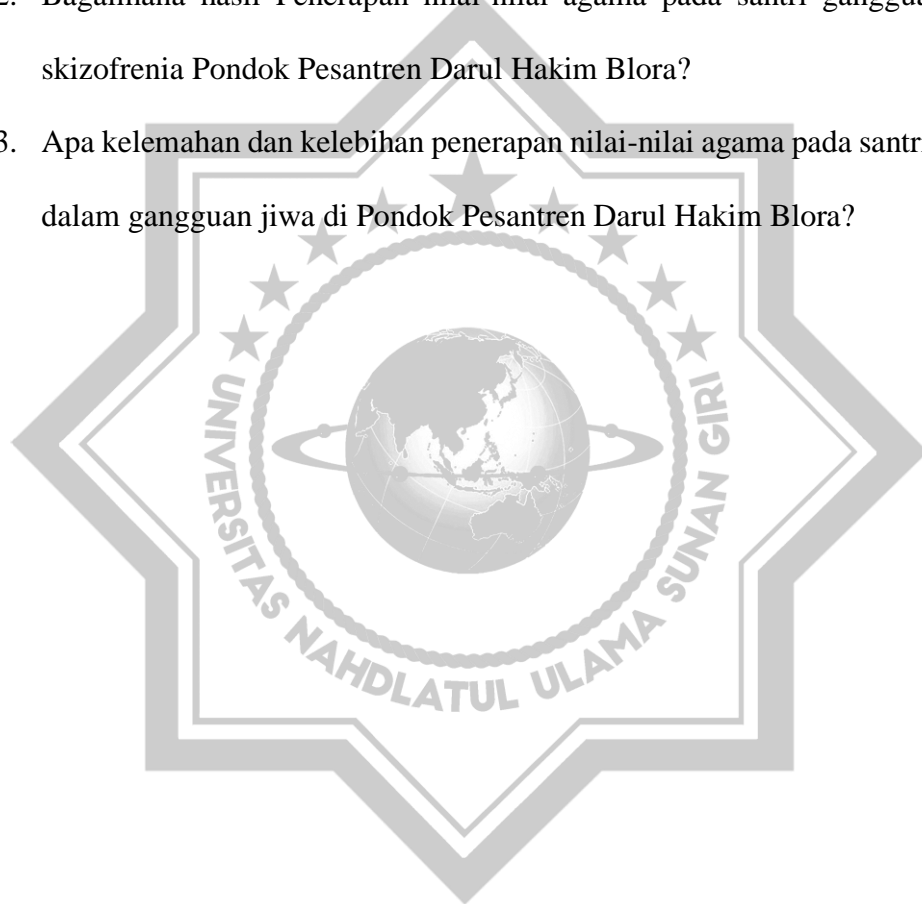 2. Bagaimana hasil Penerapan nilai-nilai agama pada santri gangguan
skizofrenia Pondok Pesantren Darul Hakim Blora?
3. Apa kelemahan dan kelebihan penerapan nilai-nilai agama pada santri
dalam gangguan jiwa di Pondok Pesantren Darul Hakim Blora?
UNIVERSITAS NAHDLATUL ULAMA SUNAN GIRI